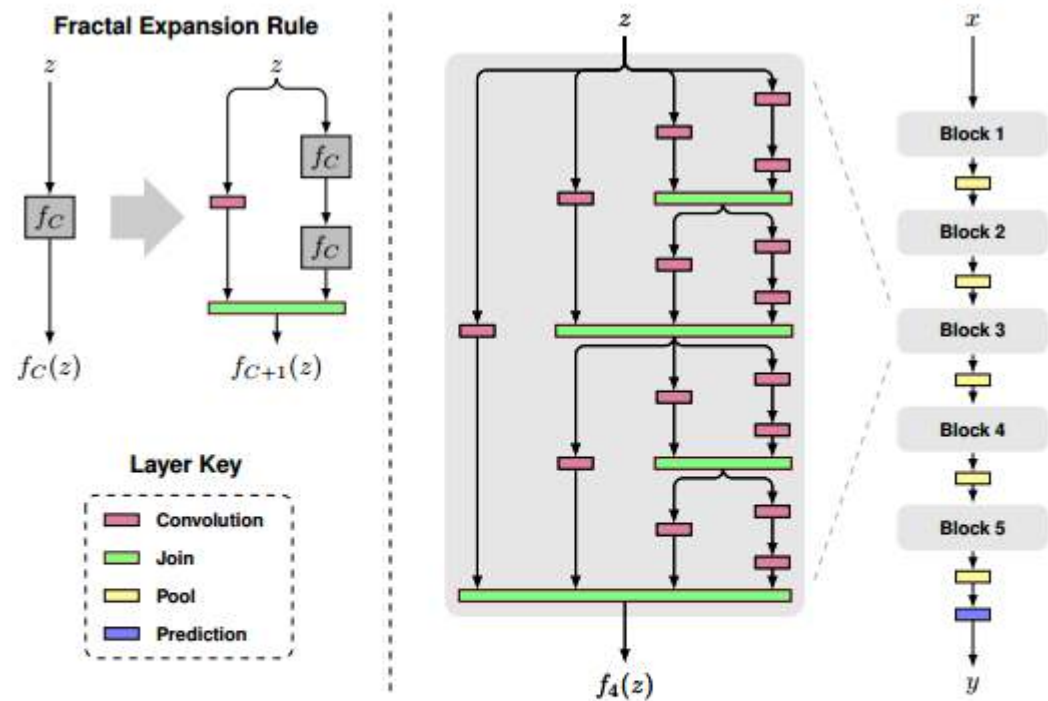 Fractal Expansion Rule
z
f_C
f_C(z)
z
f_C
f_C
f_{C+1}(z)
Layer Key
Convolution
Join
Pool
Prediction
z
f_4(z)
x
Block 1
Block 2
Block 3
Block 4
Block 5
y